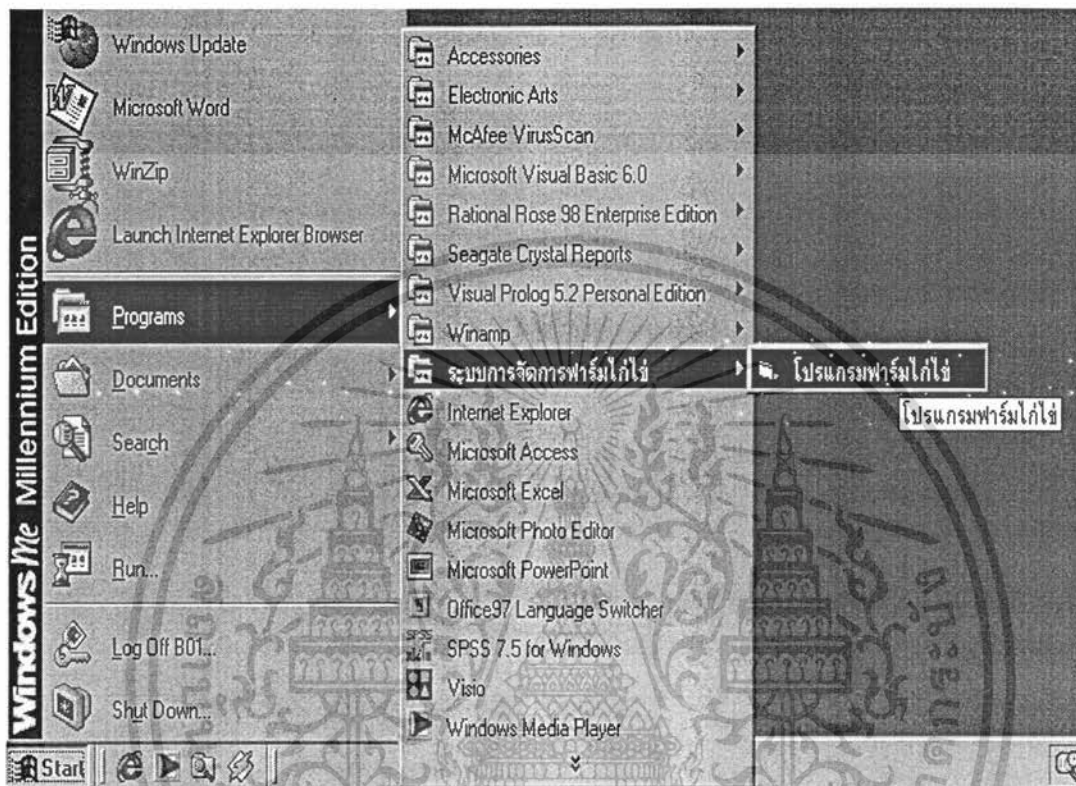 Windows Update
Microsoft Word
WinZip
Launch Internet Explorer Browser
Programs
Documents
Search
Help
Run...
Log Off B01...
Shut Down...
Windows Me Millennium Edition
Start
Accessories
Electronic Arts
McAfee VirusScan
Microsoft Visual Basic 6.0
Rational Rose 98 Enterprise Edition
Seagate Crystal Reports
Visual Prolog 5.2 Personal Edition
Winamp
ระบบการจัดการฟาร์มไก่ไข่
Internet Explorer
Microsoft Access
Microsoft Excel
Microsoft Photo Editor
Microsoft PowerPoint
Office97 Language Switcher
SPSS 7.5 for Windows
Visio
Windows Media Player
โปรแกรมฟาร์มไก่ไข่
โปรแกรมฟาร์มไก่ไข่